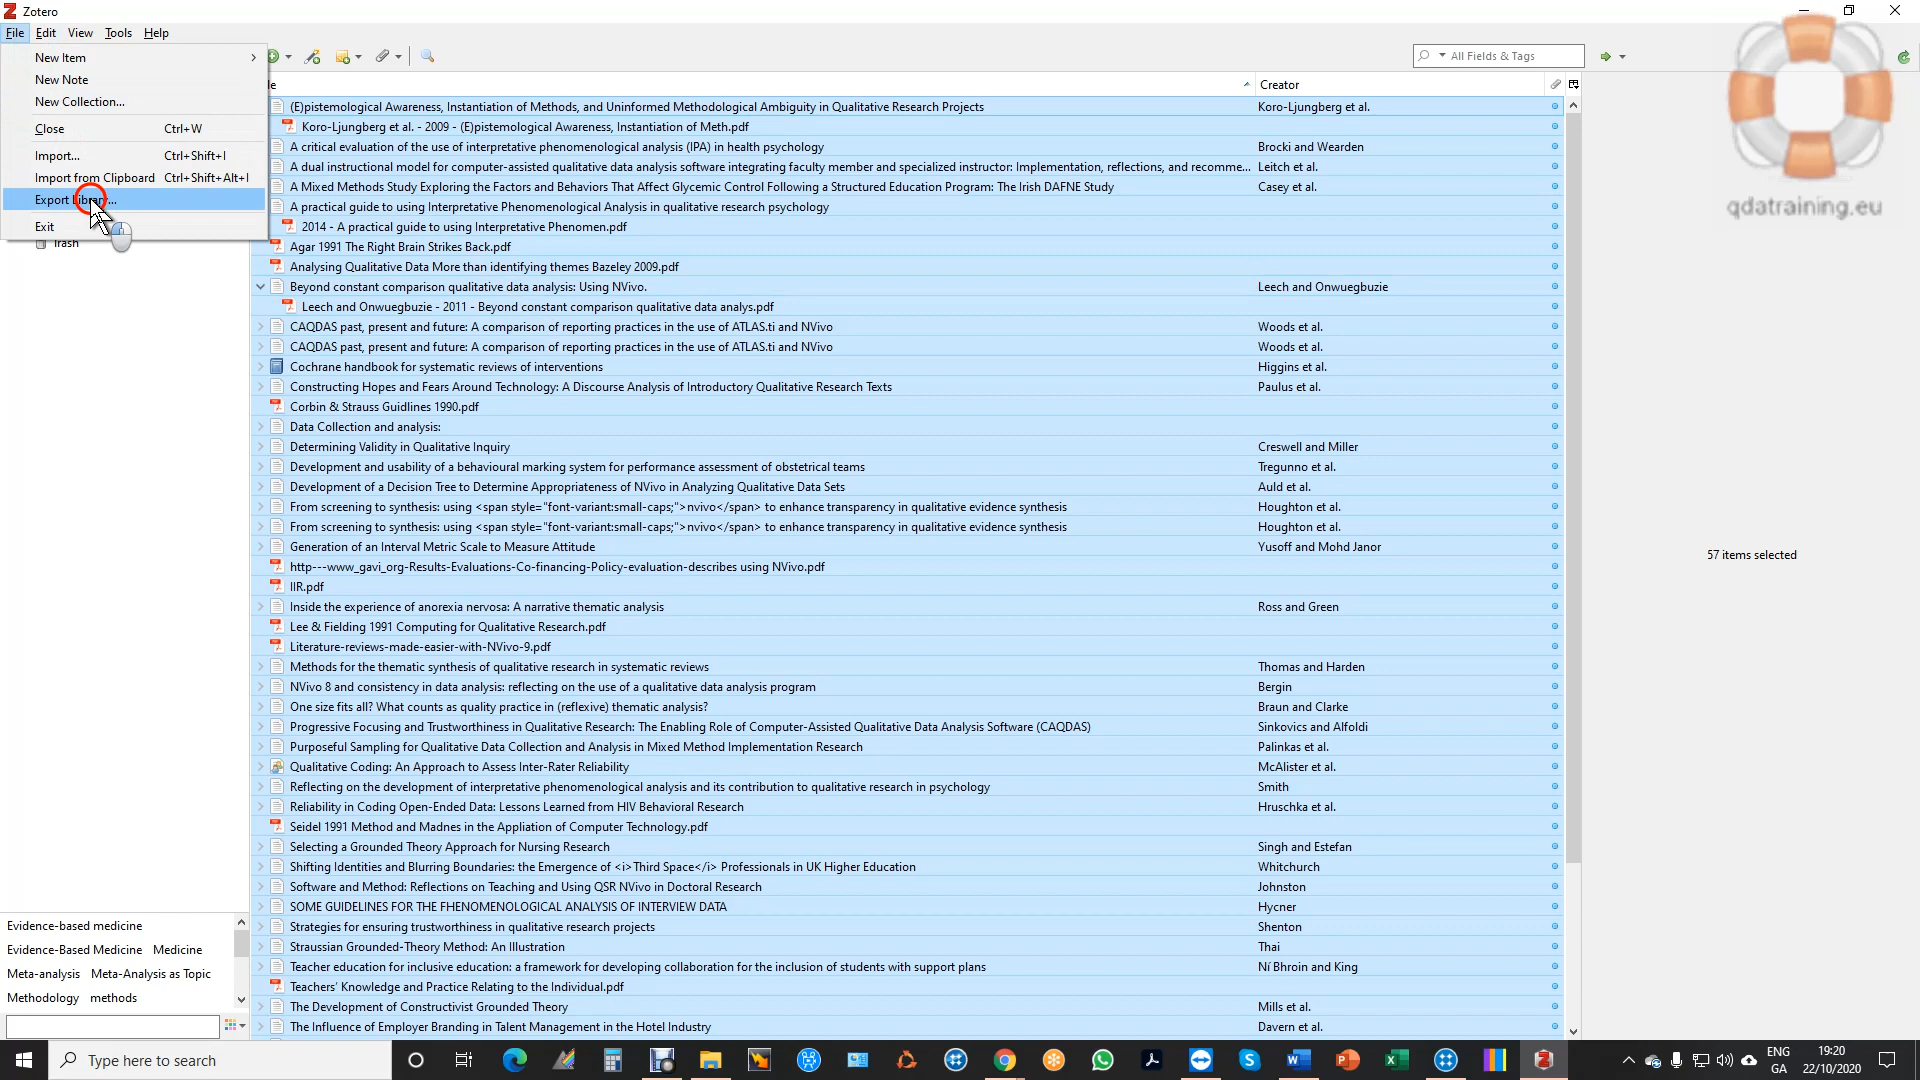 Zotero
File Edit View Tools Help
New Item
New Note
New Collection...
Close Ctrl+W
Import... Ctrl+Shift+I
Import from Clipboard Ctrl+Shift+Alt+I
Export Library...
Exit
Trash
All Fields & Tags
qdatraining.eu
le Creator
(E)pistemological Awareness, Instantiation of Methods, and Uninformed Methodological Ambiguity in Qualitative Research Projects Koro-Ljungberg et al.
Koro-Ljungberg et al. - 2009 - (E)pistemological Awareness, Instantiation of Meth.pdf
A critical evaluation of the use of interpretative phenomenological analysis (IPA) in health psychology Brocki and Wearden
A dual instructional model for computer-assisted qualitative data analysis software integrating faculty member and specialized instructor: Implementation, reflections, and recomme... Leitch et al.
A Mixed Methods Study Exploring the Factors and Behaviors That Affect Glycemic Control Following a Structured Education Program: The Irish DAFNE Study Casey et al.
A practical guide to using Interpretative Phenomenological Analysis in qualitative research psychology
2014 - A practical guide to using Interpretative Phenomen.pdf
Agar 1991 The Right Brain Strikes Back.pdf
Analysing Qualitative Data More than identifying themes Bazeley 2009.pdf
Beyond constant comparison qualitative data analysis: Using NVivo. Leech and Onwuegbuzie
Leech and Onwuegbuzie - 2011 - Beyond constant comparison qualitative data analys.pdf
CAQDAS past, present and future: A comparison of reporting practices in the use of ATLAS.ti and NVivo Woods et al.
CAQDAS past, present and future: A comparison of reporting practices in the use of ATLAS.ti and NVivo Woods et al.
Cochrane handbook for systematic reviews of interventions Higgins et al.
Constructing Hopes and Fears Around Technology: A Discourse Analysis of Introductory Qualitative Research Texts Paulus et al.
Corbin & Strauss Guidlines 1990.pdf
Data Collection and analysis:
Determining Validity in Qualitative Inquiry Creswell and Miller
Development and usability of a behavioural marking system for performance assessment of obstetrical teams Tregunno et al.
Development of a Decision Tree to Determine Appropriateness of NVivo in Analyzing Qualitative Data Sets Auld et al.
From screening to synthesis: using <span style="font-variant:small-caps;">nvivo</span> to enhance transparency in qualitative evidence synthesis Houghton et al.
From screening to synthesis: using <span style="font-variant:small-caps;">nvivo</span> to enhance transparency in qualitative evidence synthesis Houghton et al.
Generation of an Interval Metric Scale to Measure Attitude Yusoff and Mohd Janor
http---www_gavi_org-Results-Evaluations-Co-financing-Policy-evaluation-describes using NVivo.pdf
IIR.pdf
Inside the experience of anorexia nervosa: A narrative thematic analysis Ross and Green
Lee & Fielding 1991 Computing for Qualitative Research.pdf
Literature-reviews-made-easier-with-NVivo-9.pdf
Methods for the thematic synthesis of qualitative research in systematic reviews Thomas and Harden
NVivo 8 and consistency in data analysis: reflecting on the use of a qualitative data analysis program Bergin
One size fits all? What counts as quality practice in (reflexive) thematic analysis? Braun and Clarke
Progressive Focusing and Trustworthiness in Qualitative Research: The Enabling Role of Computer-Assisted Qualitative Data Analysis Software (CAQDAS) Sinkovics and Alfoldi
Purposeful Sampling for Qualitative Data Collection and Analysis in Mixed Method Implementation Research Palinkas et al.
Qualitative Coding: An Approach to Assess Inter-Rater Reliability McAlister et al.
Reflecting on the development of interpretive phenomenological analysis and its contribution to qualitative research in psychology Smith
Reliability in Coding Open-Ended Data: Lessons Learned from HIV Behavioral Research Hruschka et al.
Seidel 1991 Method and Madnes in the Appliation of Computer Technology.pdf
Selecting a Grounded Theory Approach for Nursing Research Singh and Estefan
Shifting Identities and Blurring Boundaries: the Emergence of <i>Third Space</i> Professionals in UK Higher Education Whitchurch
Software and Method: Reflections on Teaching and Using QSR NVivo in Doctoral Research Johnston
SOME GUIDELINES FOR THE FHENOMENOLOGICAL ANALYSIS OF INTERVIEW DATA Hycner
Strategies for ensuring trustworthiness in qualitative research projects Shenton
Straussian Grounded-Theory Method: An Illustration Thai
Teacher education for inclusive education: a framework for developing collaboration for the inclusion of students with support plans Ní Bhroin and King
Teachers' Knowledge and Practice Relating to the Individual.pdf
The Development of Constructivist Grounded Theory Mills et al.
The Influence of Employer Branding in Talent Management in the Hotel Industry Davern et al.
57 items selected
Evidence-based medicine
Evidence-Based Medicine Medicine
Meta-analysis Meta-Analysis as Topic
Methodology methods
Type here to search
ENG
GA
19:20
22/10/2020